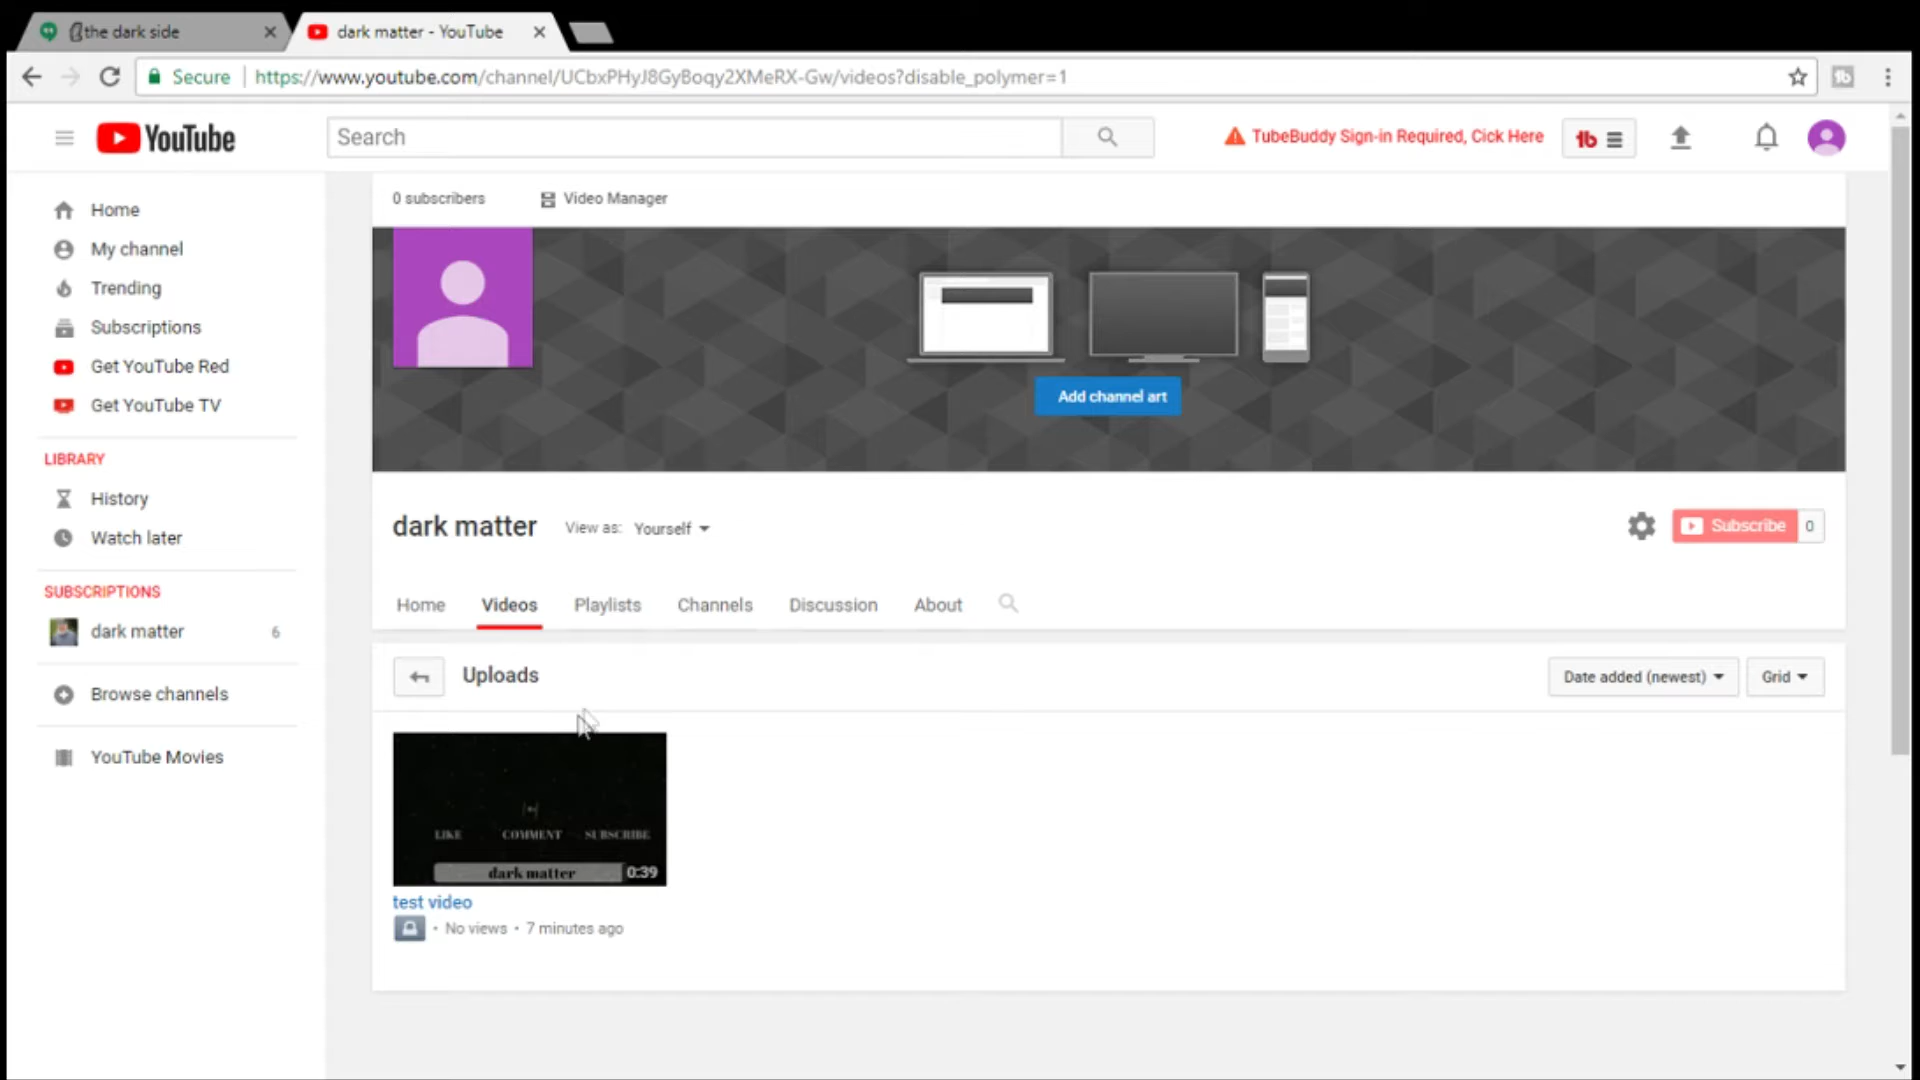 the dark side
dark matter - YouTube
Secure
https://www.youtube.com/channel/UCbxPHyJ8GyBoqy2XMeRX-Gw/videos?disable_polymer=1
YouTube
Search
TubeBuddy Sign-in Required, Cick Here
tb
0 subscribers
Video Manager
Home
My channel
Trending
Subscriptions
Get YouTube Red
Get YouTube TV
LIBRARY
History
Watch later
SUBSCRIPTIONS
dark matter 6
Browse channels
YouTube Movies
Add channel art
dark matter
View as: Yourself
Subscribe 0
Home Videos Playlists Channels Discussion About
Uploads
Date added (newest)
Grid
LIKE COMMENT SUBSCRIBE
dark matter
0:39
test video
• No views • 7 minutes ago